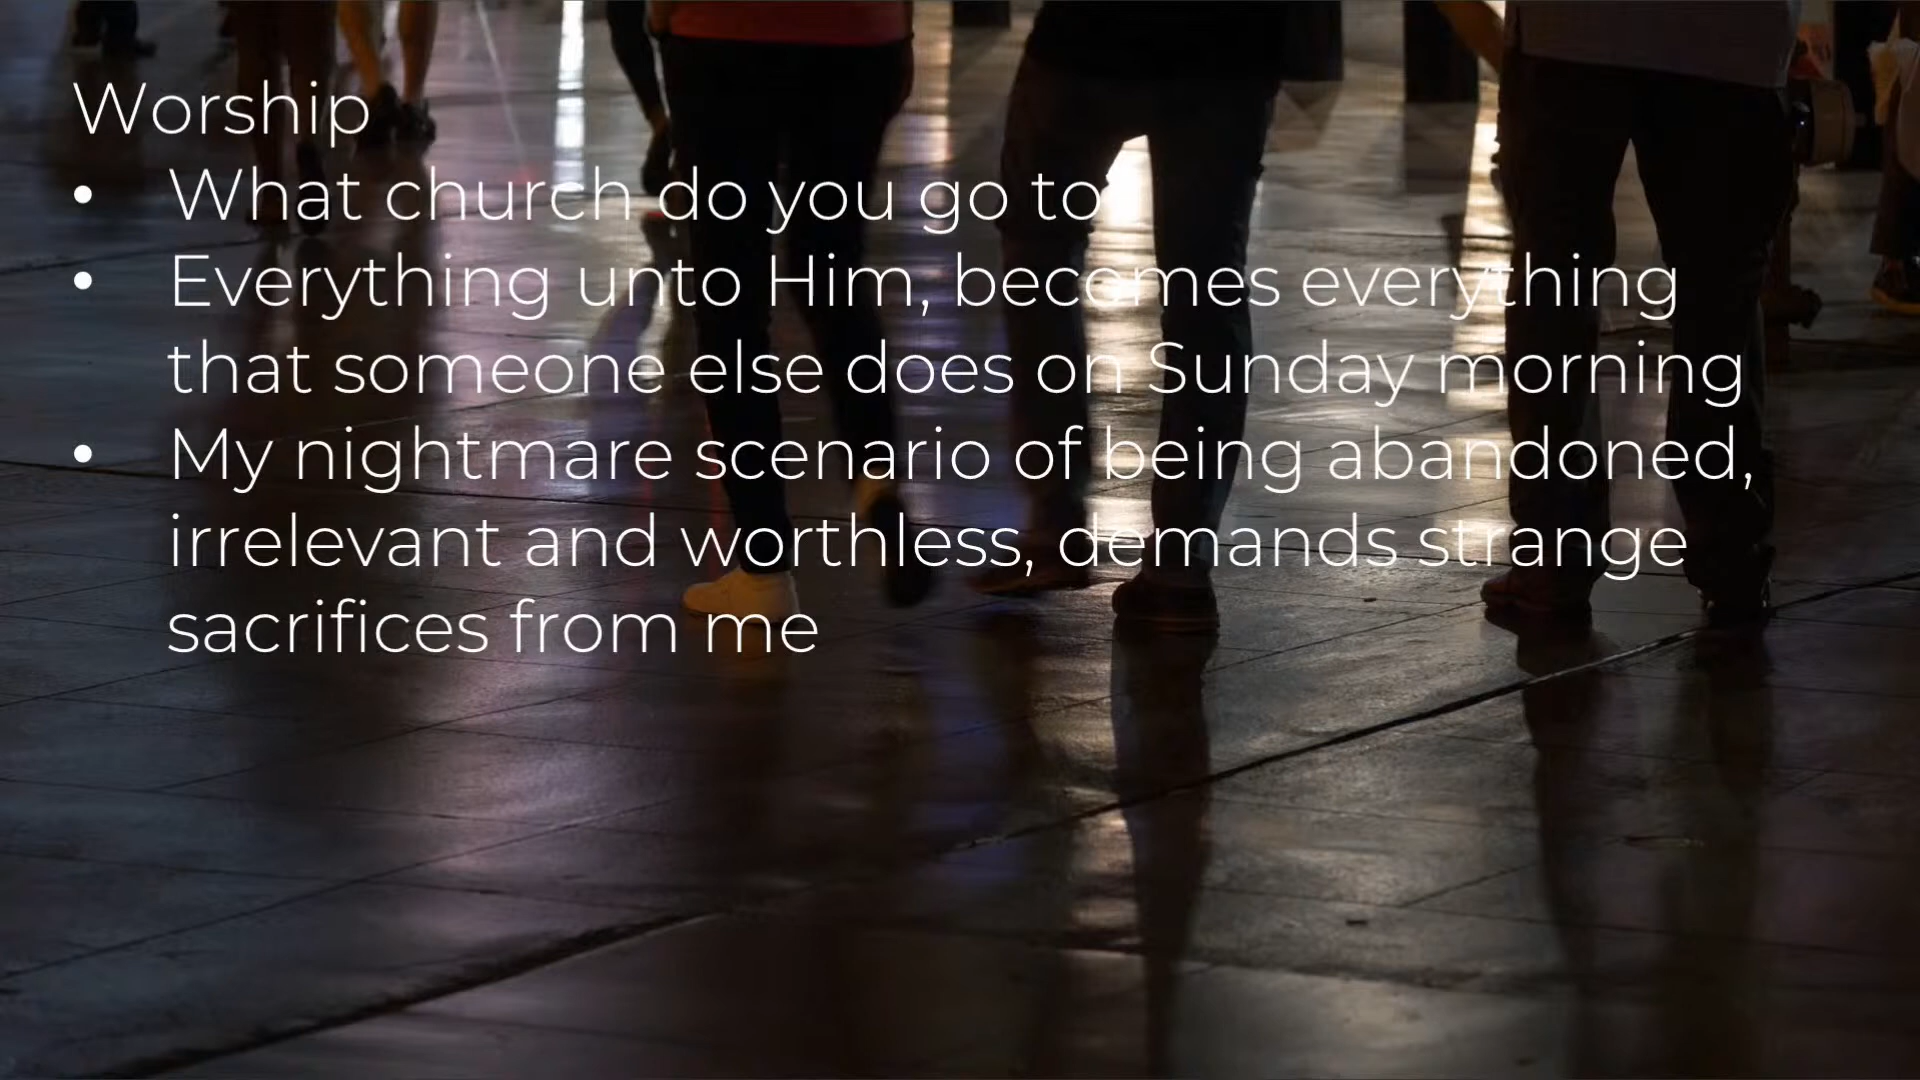 Worship
• What church do you go to
• Everything unto Him, becomes everything
that someone else does on Sunday morning
• My nightmare scenario of being abandoned,
irrelevant and worthless, demands strange
sacrifices from me